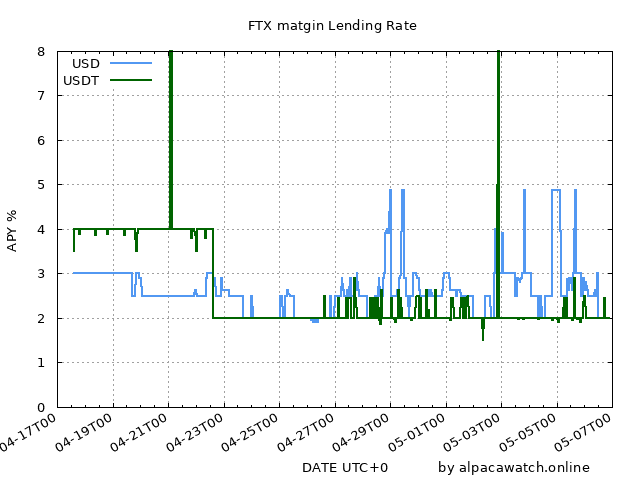 FTX matgin Lending Rate
USD
USDT
APY %
8
7
6
5
4
3
2
1
0
04-17T00
04-19T00
04-21T00
04-23T00
04-25T00
04-27T00
04-29T00
05-01T00
05-03T00
05-05T00
05-07T00
DATE UTC+0
by alpacawatch.online